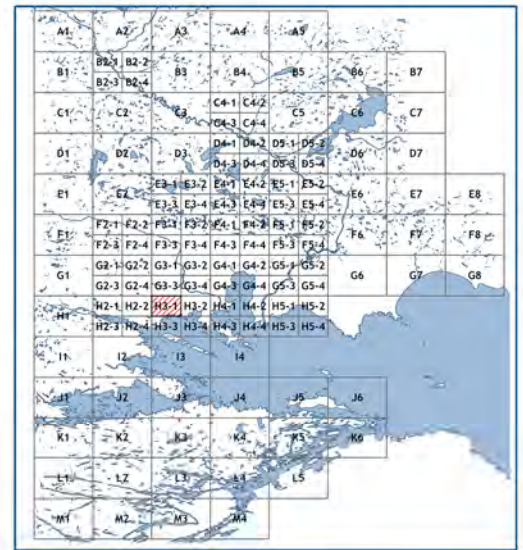 A1 A2 A3 A4 A5
B2-1 B2-2
B1 B3 B4 B5 B6 B7
B2-3 B2-4
C4-1 C4-2
C1 C2 C3 C5 C6 C7
C4-3 C4-4
D4-1 D4-2 D5-1 D5-2
D1 D2 D3 D6 D7
D4-3 D4-4 D5-3 D5-4
E3-1 E3-2 E4-1 E4-2 E5-1 E5-2
E1 E2 E6 E7 E8
E3-3 E3-4 E4-3 E4-4 E5-3 E5-4
F2-1 F2-2 F3-1 F3-2 F4-1 F4-2 F5-1 F5-2
F1 F6 F7 F8
F2-3 F2-4 F3-3 F3-4 F4-3 F4-4 F5-3 F5-4
G2-1 G2-2 G3-1 G3-2 G4-1 G4-2 G5-1 G5-2
G1 G6 G7 G8
G2-3 G2-4 G3-3 G3-4 G4-3 G4-4 G5-3 G5-4
H2-1 H2-2 H3-1 H3-2 H4-1 H4-2 H5-1 H5-2
H1
H2-3 H2-4 H3-3 H3-4 H4-3 H4-4 H5-3 H5-4
I1 I2 I3 I4
J1 J2 J3 J4 J5 J6
K1 K2 K3 K4 K5 K6
L1 L2 L3 L4 L5
M1 M2 M3 M4